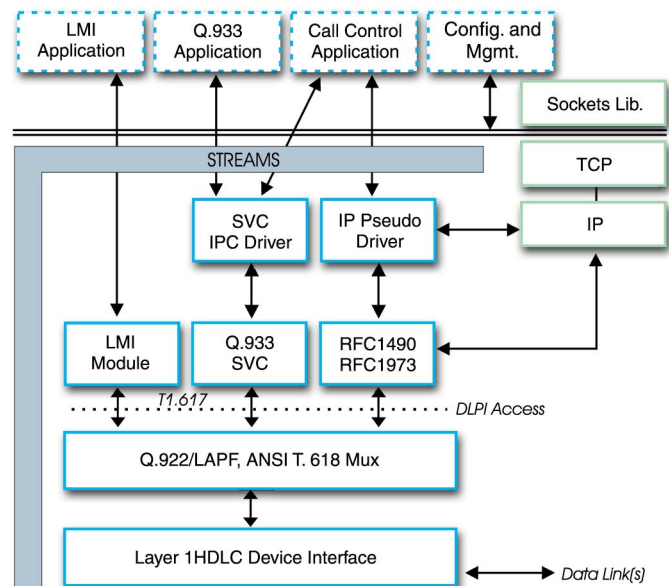 LMI
Application
Q.933
Application
Call Control
Application
Config. and
Mgmt.
Sockets Lib.
STREAMS
TCP
SVC
IPC Driver
IP Pseudo
Driver
IP
LMI
Module
Q.933
SVC
RFC1490
RFC1973
T1.617
DLPI Access
Q.922/LAPF, ANSI T. 618 Mux
Layer 1HDLC Device Interface
Data Link(s)